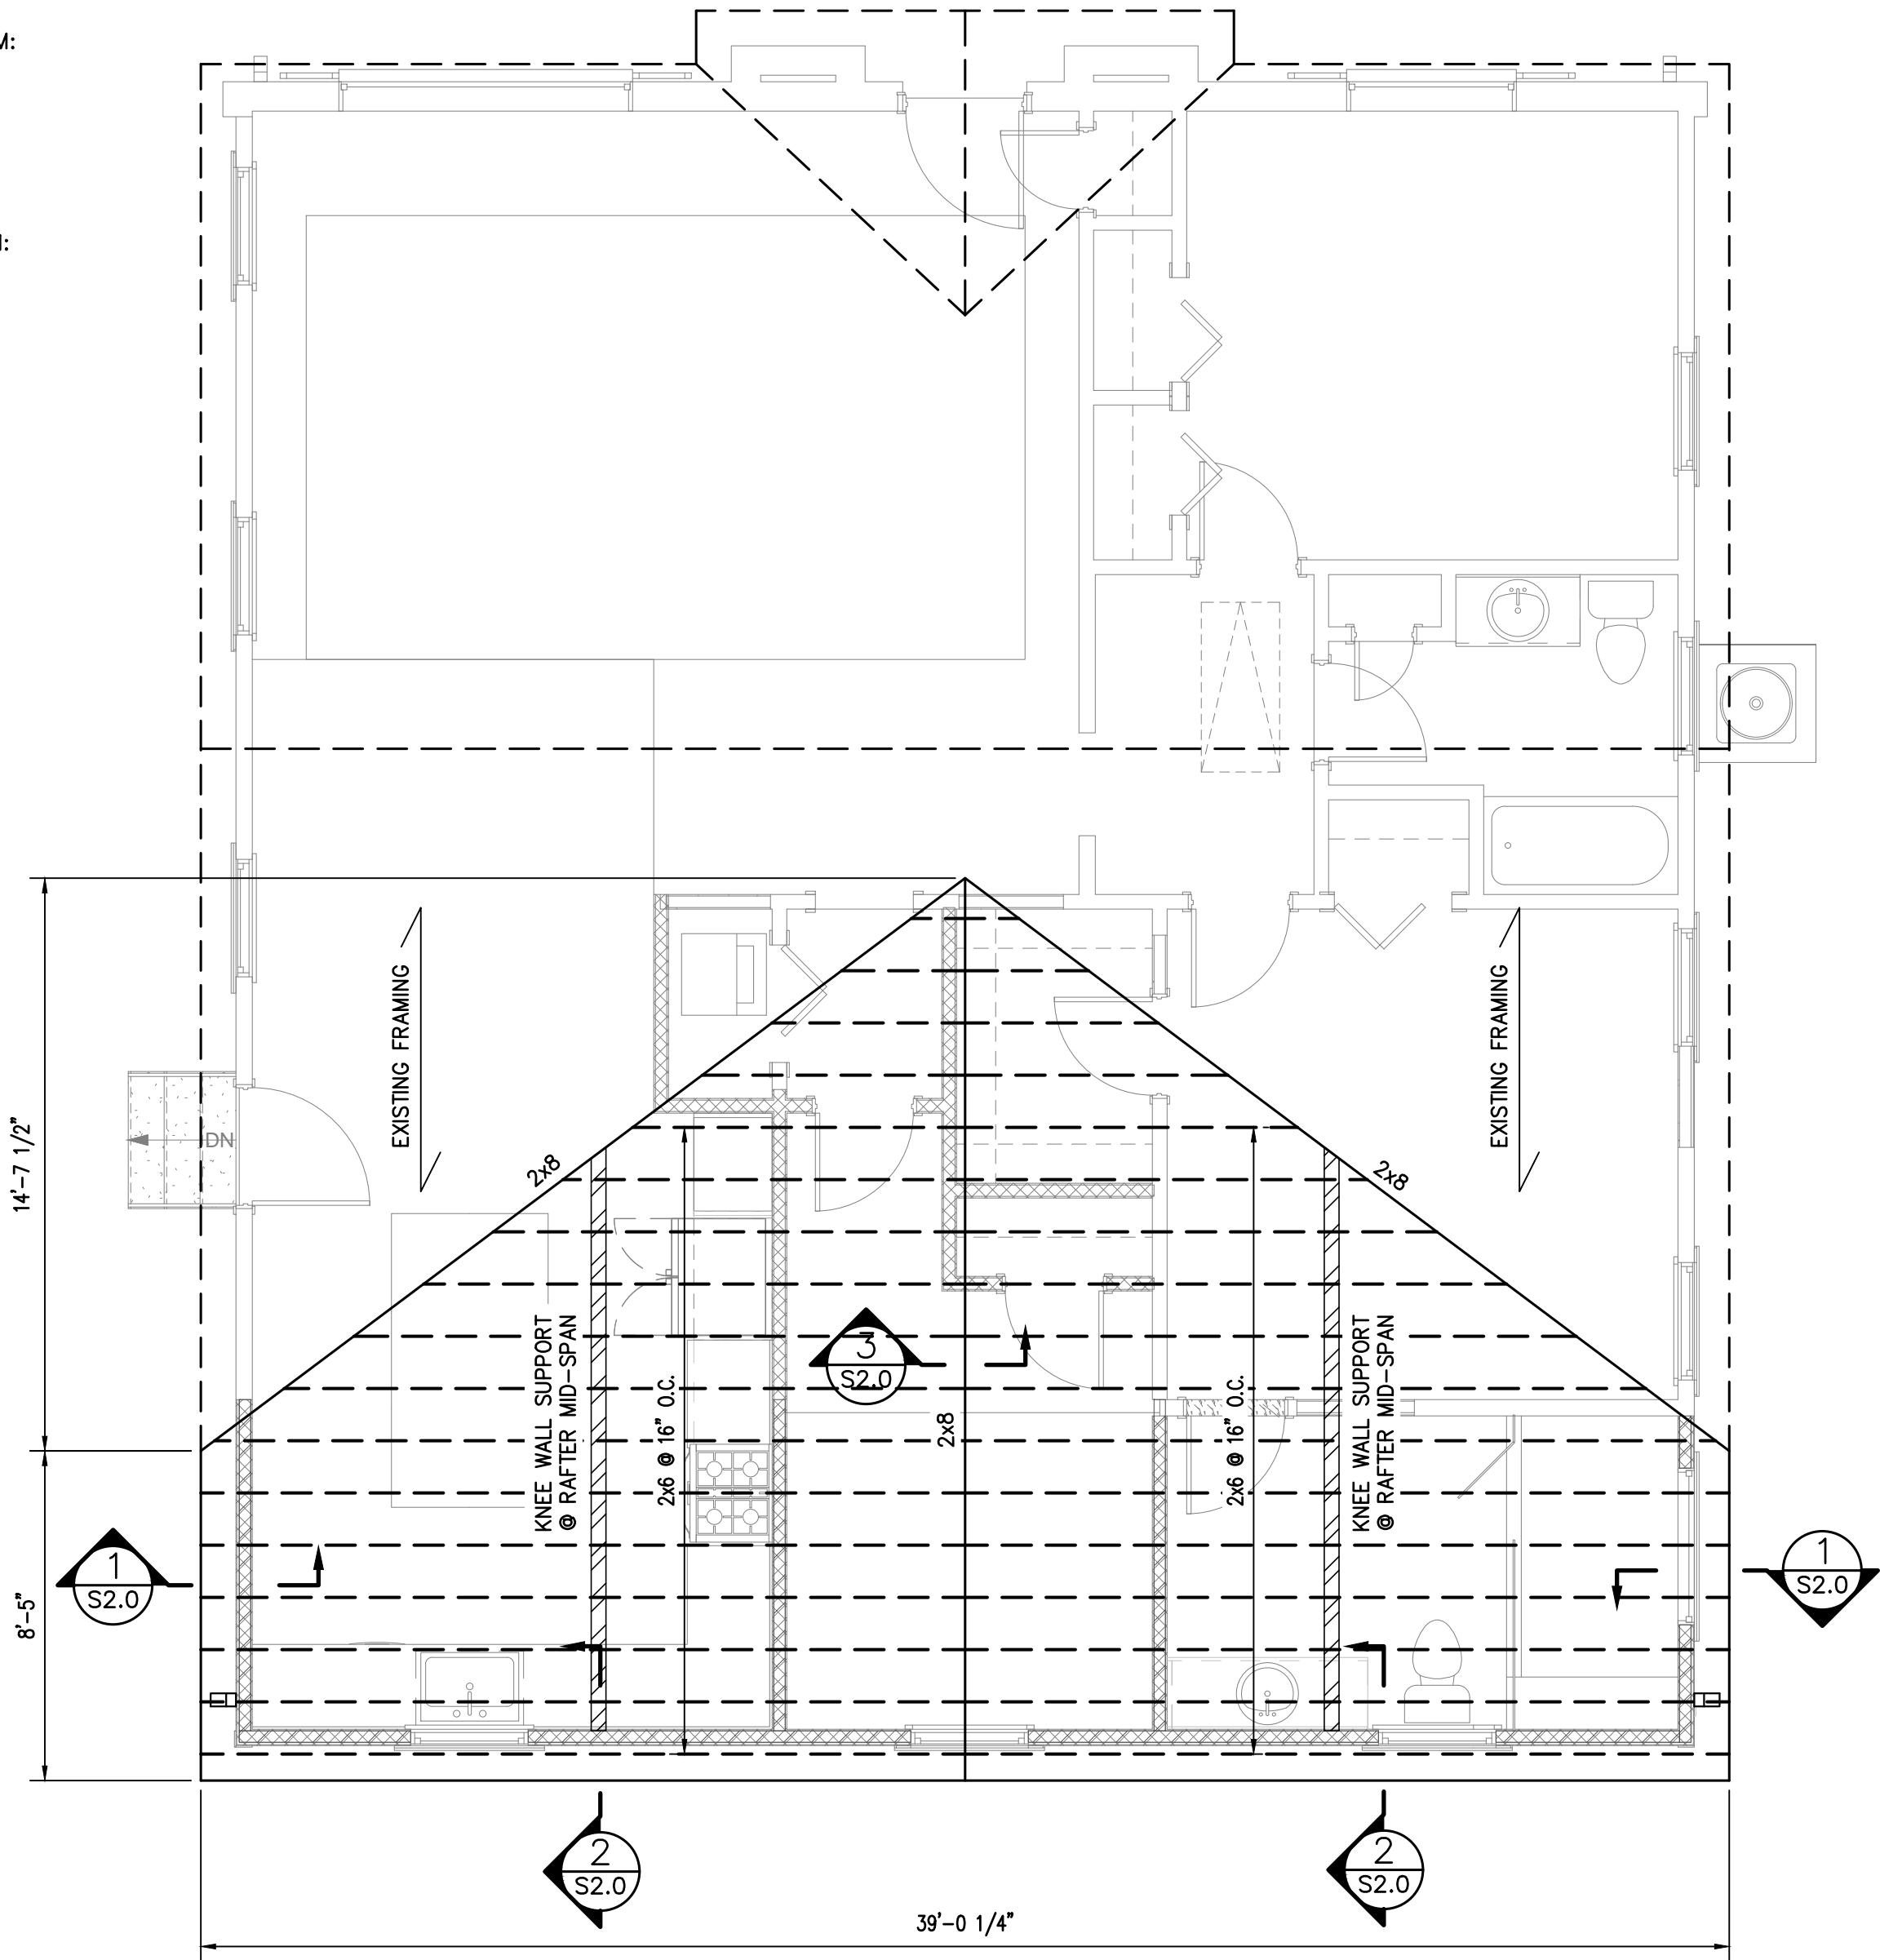 M:
EXISTING FRAMING
EXISTING FRAMING
14'-7 1/2"
DN
2x8
2x8
KNEE WALL SUPPORT
@ RAFTER MID-SPAN
2x6 @ 16" O.C.
3
S2.0
2x8
2x6 @ 16" O.C.
KNEE WALL SUPPORT
@ RAFTER MID-SPAN
8'-5"
1
S2.0
1
S2.0
2
S2.0
2
S2.0
39'-0 1/4"